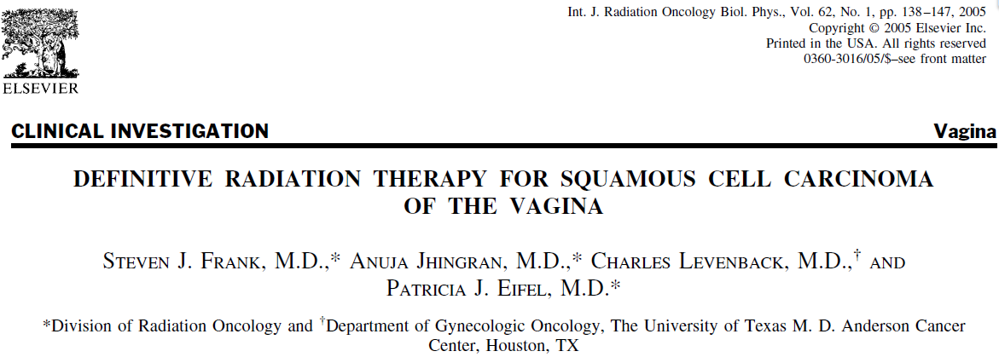 Int. J. Radiation Oncology Biol. Phys., Vol. 62, No. 1, pp. 138–147, 2005
Copyright © 2005 Elsevier Inc.
Printed in the USA. All rights reserved
0360-3016/05/$–see front matter
ELSEVIER
CLINICAL INVESTIGATION Vagina
DEFINITIVE RADIATION THERAPY FOR SQUAMOUS CELL CARCINOMA
OF THE VAGINA
STEVEN J. FRANK, M.D.,* ANUJA JHINGRAN, M.D.,* CHARLES LEVENBACK, M.D.,† AND
PATRICIA J. EIFEL, M.D.*
*Division of Radiation Oncology and †Department of Gynecologic Oncology, The University of Texas M. D. Anderson Cancer
Center, Houston, TX